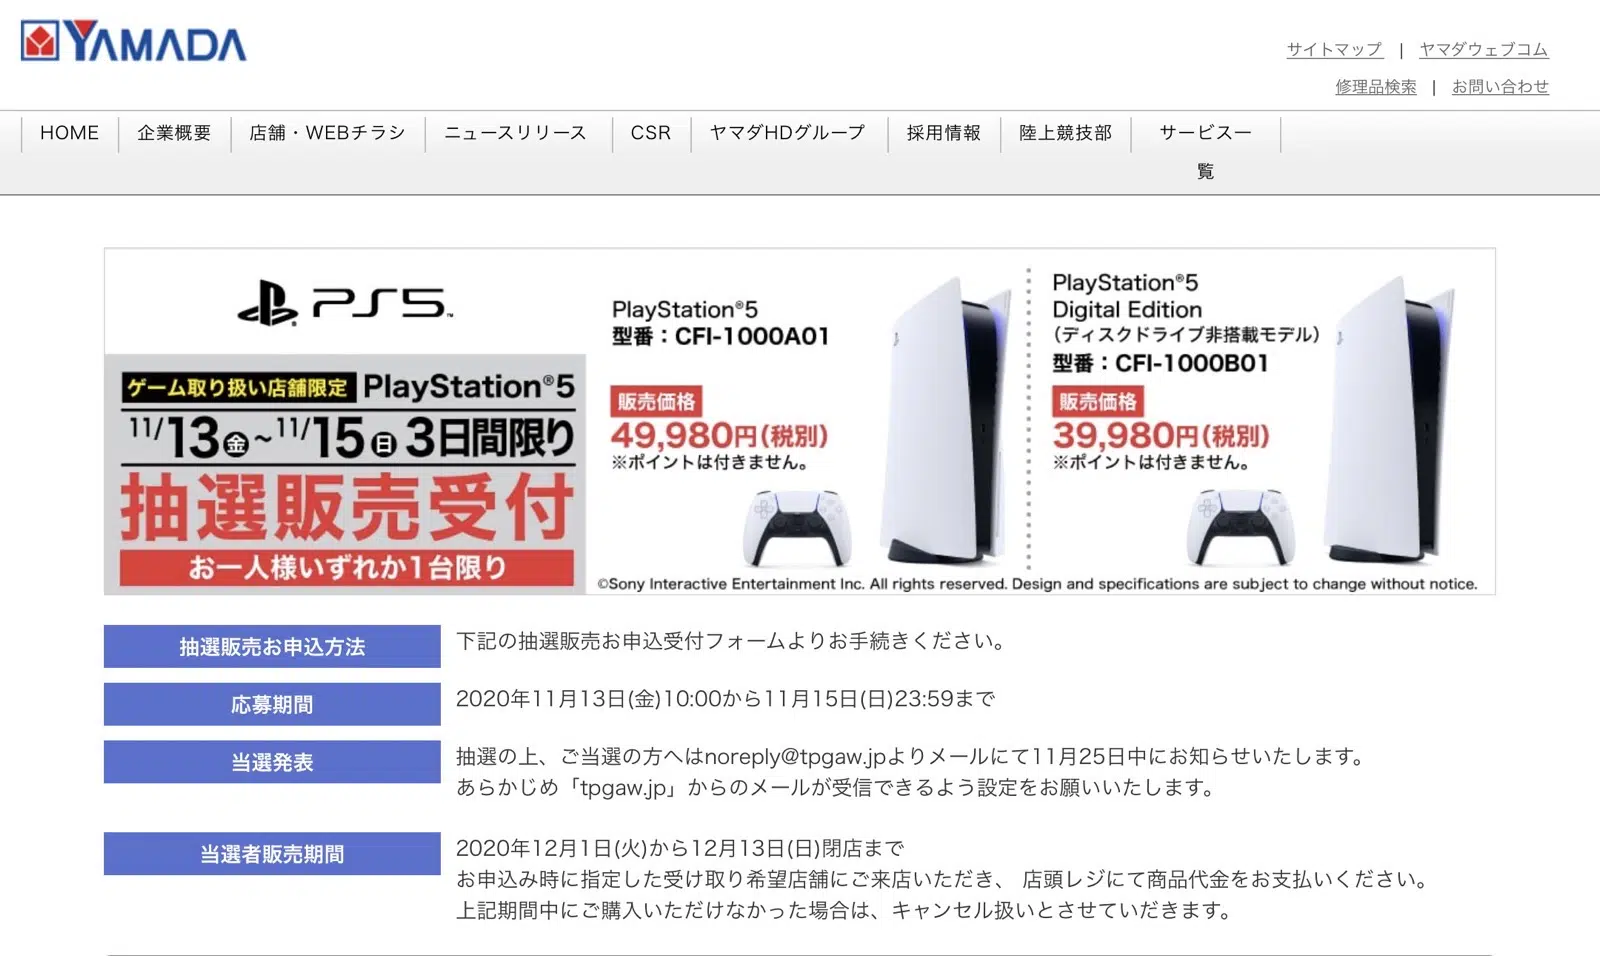 YAMADA
サイトマップ | ヤマダウェブコム
修理品検索 | お問い合わせ
HOME 企業概要 店舗・WEBチラシ ニュースリリース CSR ヤマダHDグループ 採用情報 陸上競技部 サービス一
覧
PS5™
ゲーム取り扱い店舗限定 PlayStation®5
11/13金~11/15日 3日間限り
抽選販売受付
お一人様いずれか1台限り
PlayStation®5
型番：CFI-1000A01
販売価格
49,980円(税別)
※ポイントは付きません。
PlayStation®5
Digital Edition
（ディスクドライブ非搭載モデル）
型番：CFI-1000B01
販売価格
39,980円(税別)
※ポイントは付きません。
©Sony Interactive Entertainment Inc. All rights reserved. Design and specifications are subject to change without notice.
抽選販売お申込方法 下記の抽選販売お申込受付フォームよりお手続きください。
応募期間 2020年11月13日(金)10:00から11月15日(日)23:59まで
当選発表 抽選の上、ご当選の方へはnoreply@tpgaw.jpよりメールにて11月25日中にお知らせいたします。
あらかじめ「tpgaw.jp」からのメールが受信できるよう設定をお願いいたします。
当選者販売期間 2020年12月1日(火)から12月13日(日)閉店まで
お申込み時に指定した受け取り希望店舗にご来店いただき、 店頭レジにて商品代金をお支払いください。
上記期間中にご購入いただけなかった場合は、キャンセル扱いとさせていだきます。